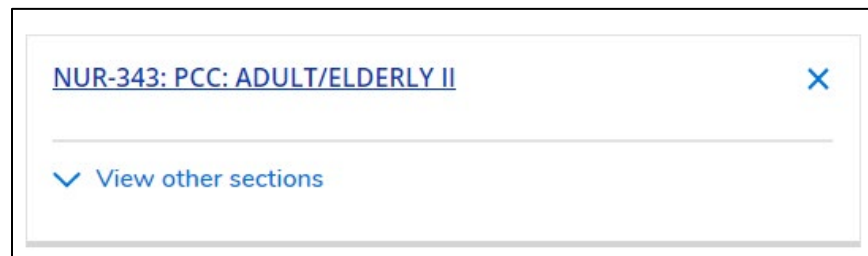 NUR-343: PCC: ADULT/ELDERLY II
View other sections